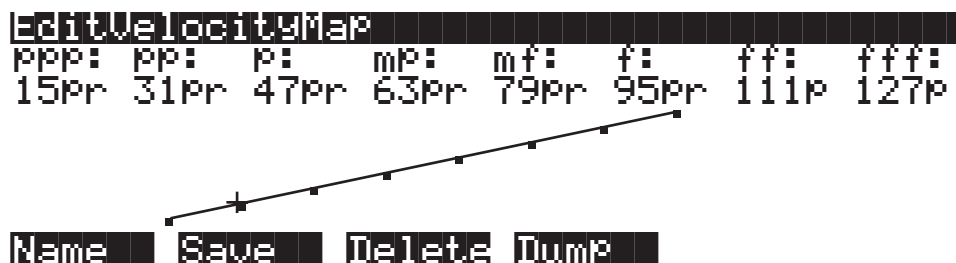 EditVelocityMap
ppp: pp: p: mp: mf: f: ff: fff:
15pr 31pr 47pr 63pr 79pr 95pr 111p 127p
Name Save Delete Dump